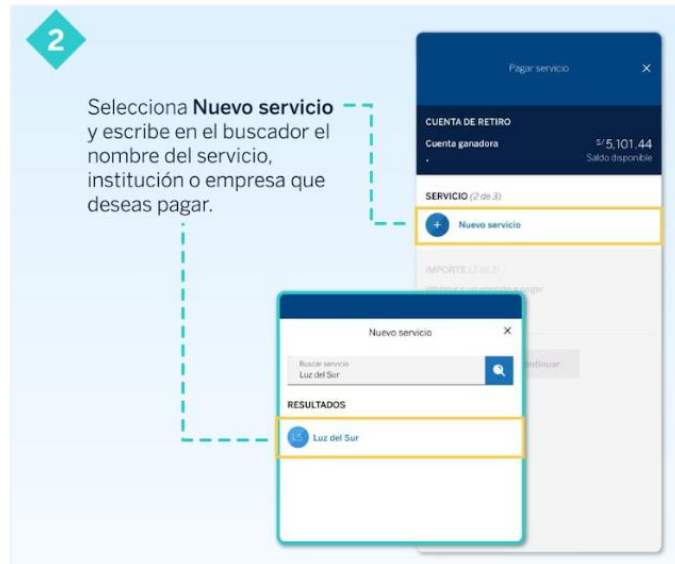 2
Selecciona Nuevo servicio
y escribe en el buscador el
nombre del servicio,
institución o empresa que
deseas pagar.
Pagar servicio ×
CUENTA DE RETIRO
Cuenta ganadora S/ 5,101.44
Saldo disponible
SERVICIO (2 de 3)
+ Nuevo servicio
IMPORTE (3 de 3)
Nuevo servicio ×
Buscar servicio
Luz del Sur
RESULTADOS
Luz del Sur